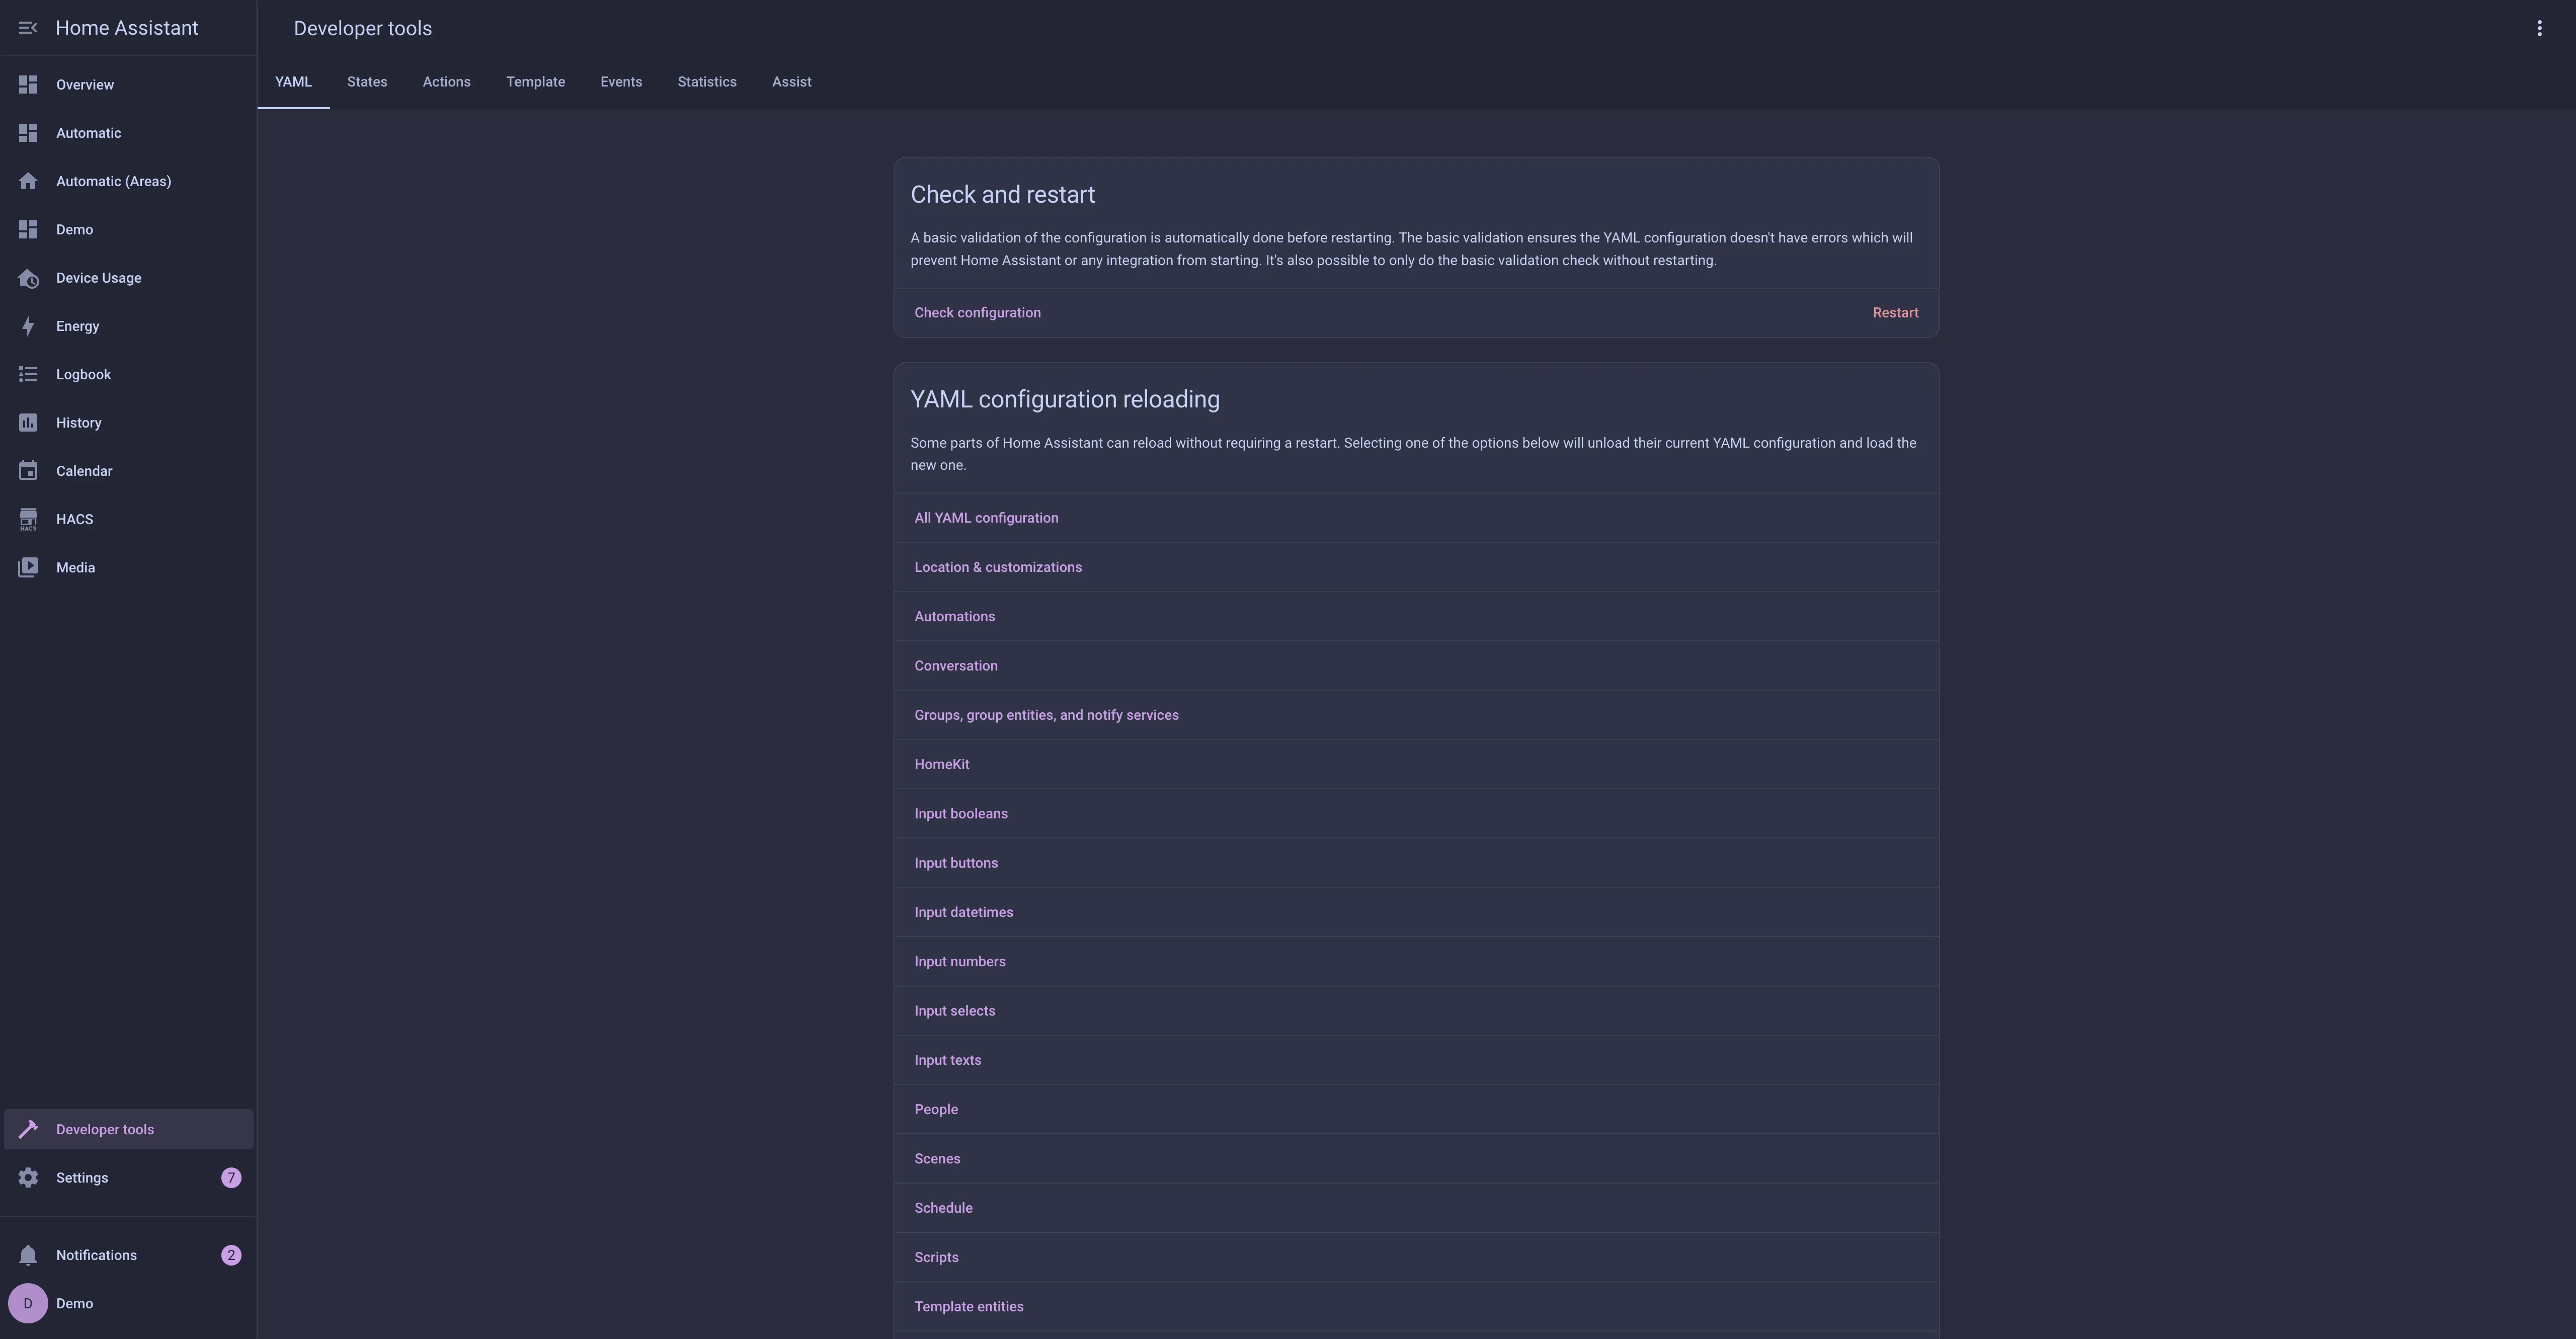 Home Assistant
Overview
Automatic
Automatic (Areas)
Demo
Device Usage
Energy
Logbook
History
Calendar
HACS
HACS
Media
Developer tools
Settings
7
Notifications
2
D
Demo
Developer tools
YAML
States
Actions
Template
Events
Statistics
Assist
Check and restart
A basic validation of the configuration is automatically done before restarting. The basic validation ensures the YAML configuration doesn't have errors which will
prevent Home Assistant or any integration from starting. It's also possible to only do the basic validation check without restarting.
Check configuration
Restart
YAML configuration reloading
Some parts of Home Assistant can reload without requiring a restart. Selecting one of the options below will unload their current YAML configuration and load the
new one.
All YAML configuration
Location & customizations
Automations
Conversation
Groups, group entities, and notify services
HomeKit
Input booleans
Input buttons
Input datetimes
Input numbers
Input selects
Input texts
People
Scenes
Schedule
Scripts
Template entities